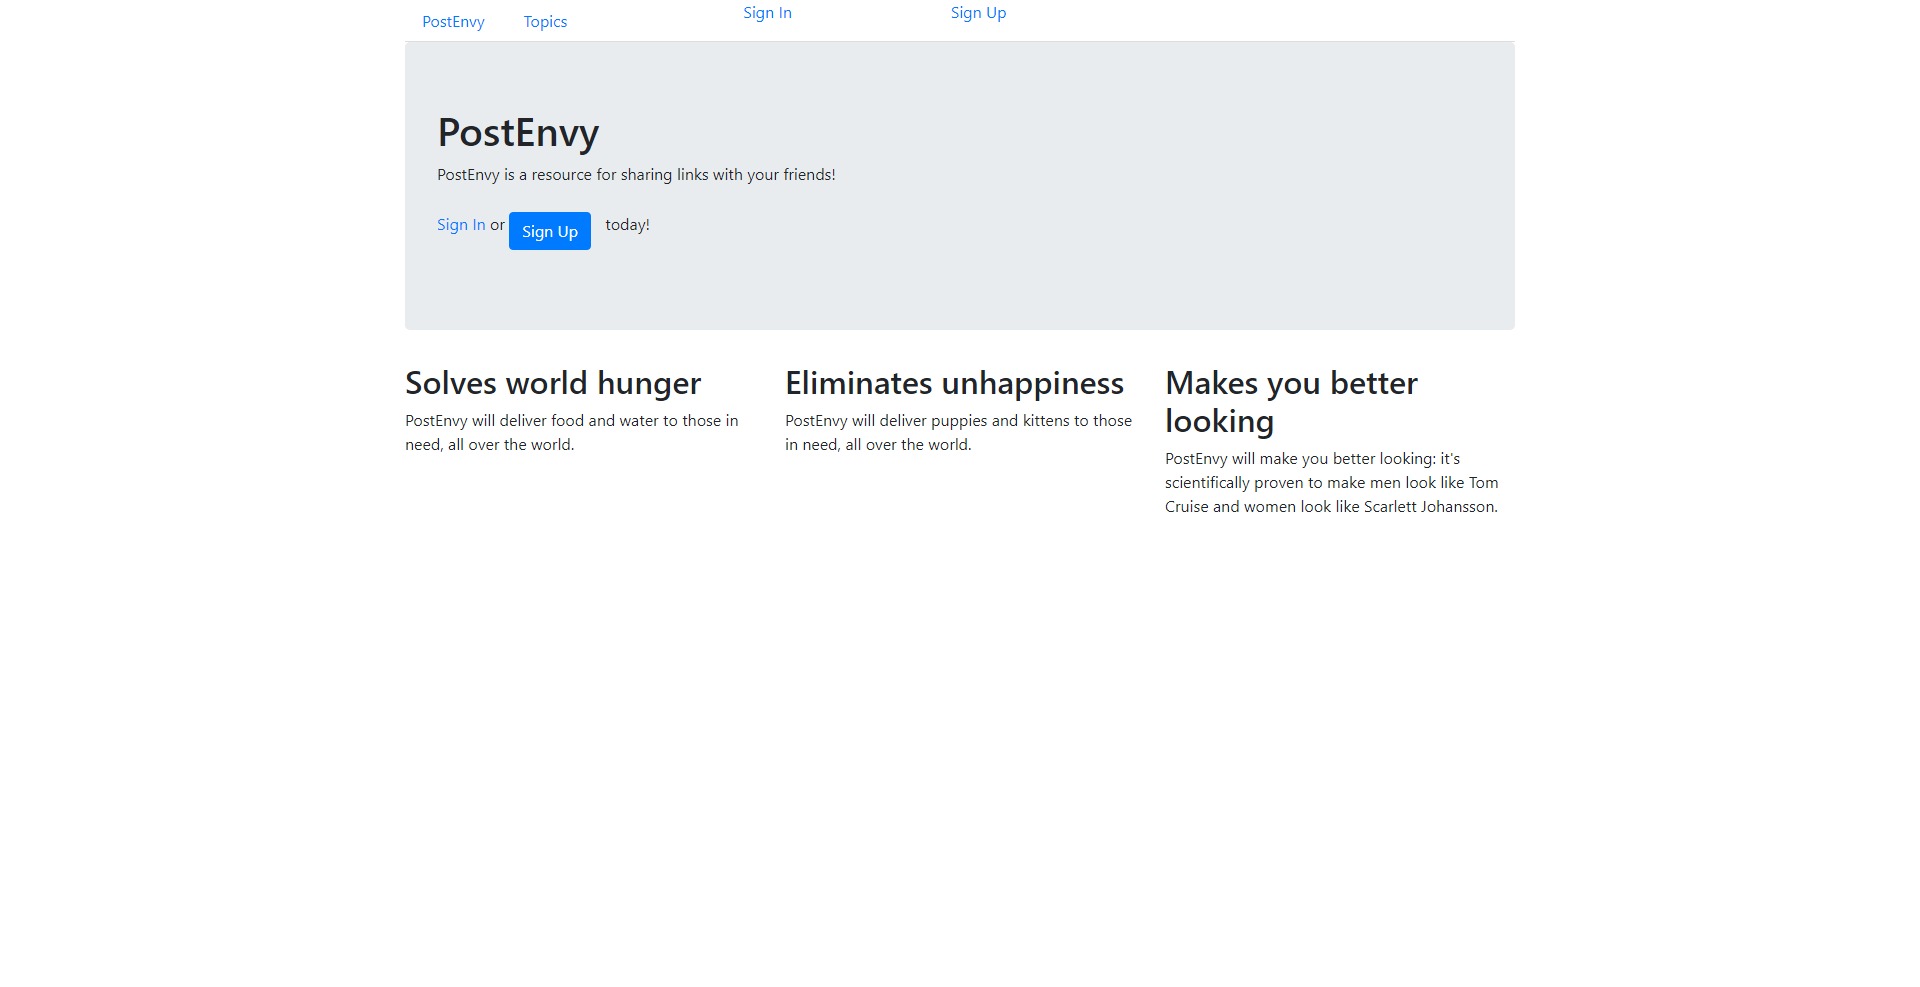 PostEnvy Topics Sign In Sign Up
PostEnvy
PostEnvy is a resource for sharing links with your friends!
Sign In or Sign Up today!
Solves world hunger
PostEnvy will deliver food and water to those in
need, all over the world.
Eliminates unhappiness
PostEnvy will deliver puppies and kittens to those
in need, all over the world.
Makes you better
looking
PostEnvy will make you better looking: it's
scientifically proven to make men look like Tom
Cruise and women look like Scarlett Johansson.